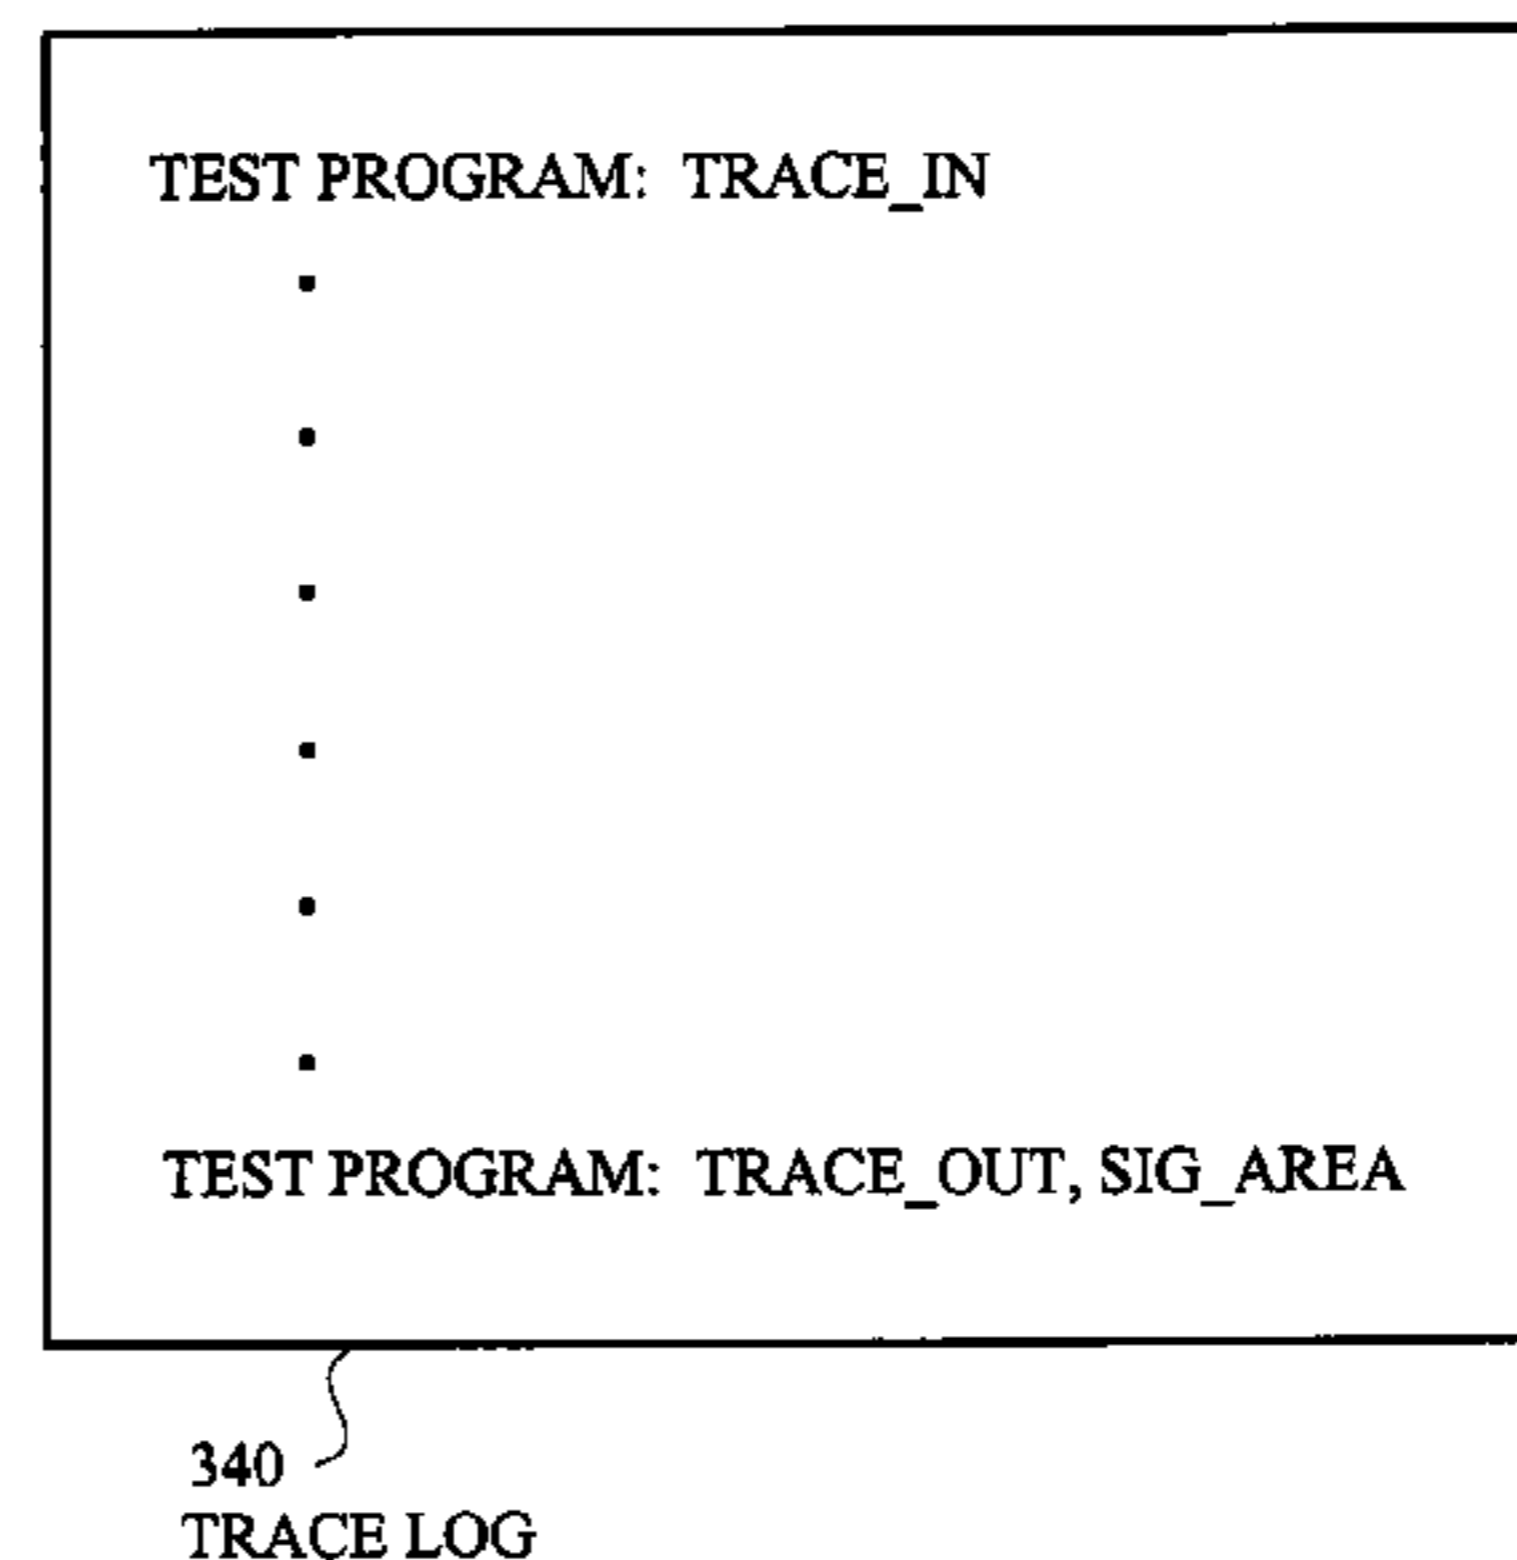 TEST PROGRAM: TRACE_IN
TEST PROGRAM: TRACE_OUT, SIG_AREA
340
TRACE LOG